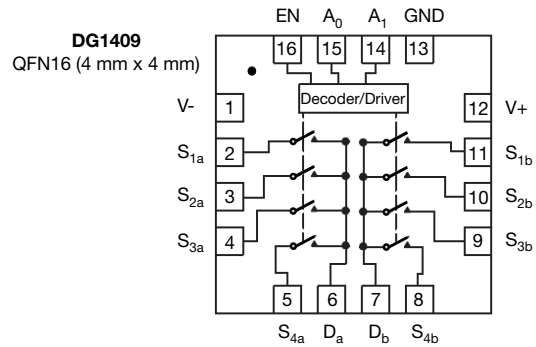 EN A0 A1 GND
DG1409
QFN16 (4 mm x 4 mm)
16 15 14 13
Decoder/Driver
V- 1 12 V+
S1a 2 11 S1b
S2a 3 10 S2b
S3a 4 9 S3b
5 6 7 8
S4a Da Db S4b